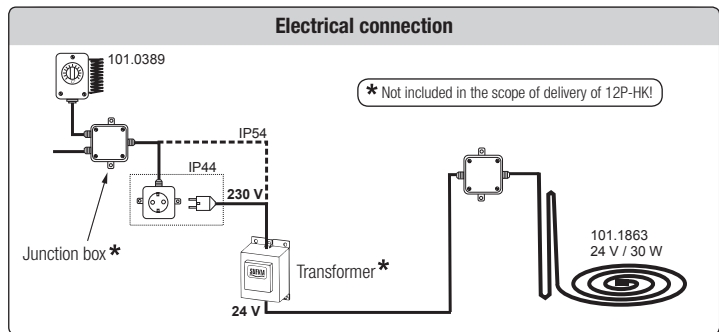 Electrical connection
101.0389
* Not included in the scope of delivery of 12P-HK!
IP54
IP44
230 V
Junction box *
Transformer *
24 V
101.1863
24 V / 30 W